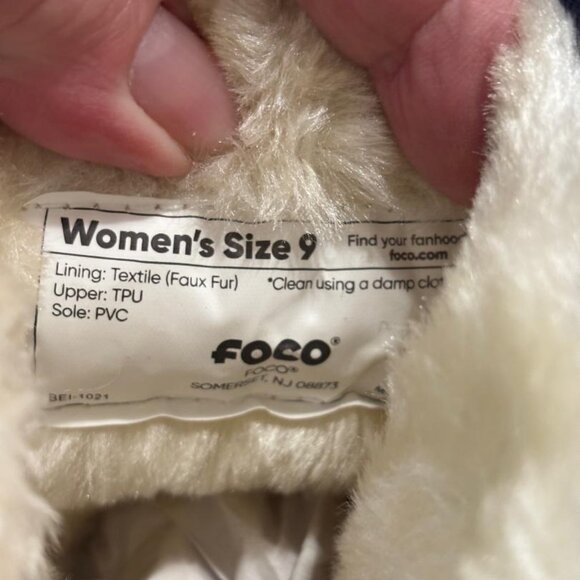 Women's Size 9
Find your fanhoo
foco.com
Lining: Textile (Faux Fur)
*Clean using a damp clot
Upper: TPU
Sole: PVC
FOCO®
FOCO®
SOMERSET, NJ 08873
BEI-1021